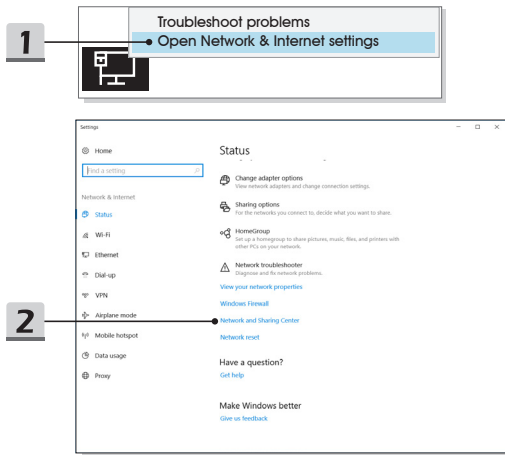 Troubleshoot problems
1
Open Network & Internet settings
Settings
Home
Status
Find a setting
Change adapter options
View network adapters and change connection settings.
Network & Internet
Sharing options
For the networks you connect to, decide what you want to share.
Status
Wi-Fi
HomeGroup
Set up a homegroup to share pictures, music, files, and printers with
other PCs on your network.
Ethernet
Dial-up
Network troubleshooter
Diagnose and fix network problems.
VPN
View your network properties
Airplane mode
Windows Firewall
2
Network and Sharing Center
Mobile hotspot
Network reset
Data usage
Have a question?
Proxy
Get help
Make Windows better
Give us feedback